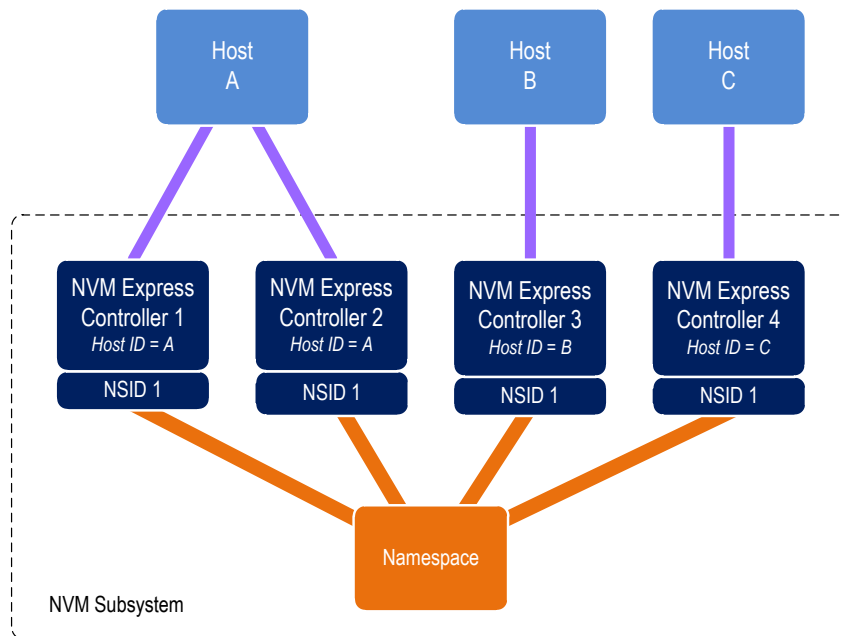 Host
A
Host
B
Host
C
NVM Express
Controller 1
Host ID = A
NVM Express
Controller 2
Host ID = A
NVM Express
Controller 3
Host ID = B
NVM Express
Controller 4
Host ID = C
NSID 1
NSID 1
NSID 1
NSID 1
Namespace
NVM Subsystem